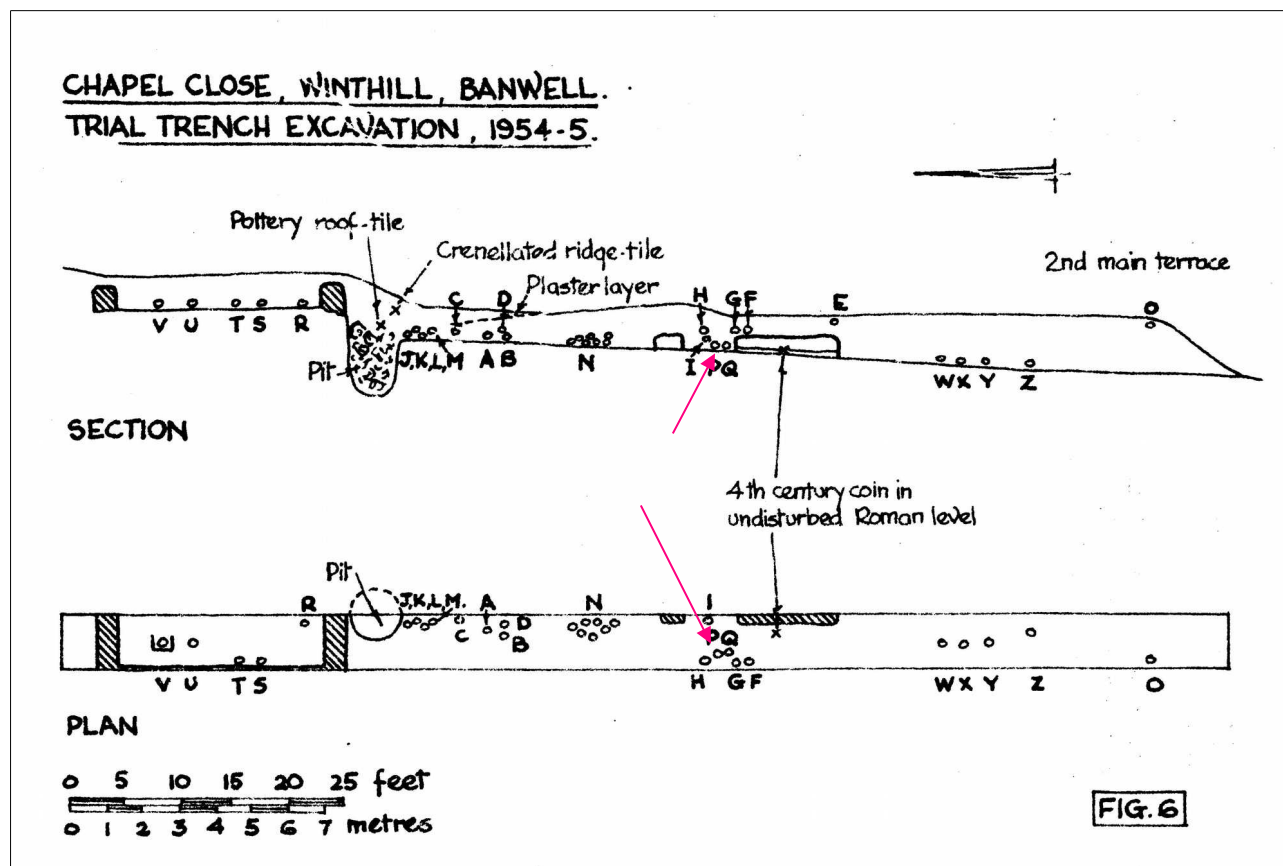 CHAPEL CLOSE, WINTHILL, BANWELL.
TRIAL TRENCH EXCAVATION, 1954-5.
Pottery roof-tile
Crenellated ridge-tile
2nd main terrace
Plaster layer
C D H G F E O
V U T S R
Pit J,K,L,M A B N I P Q
W X Y Z
SECTION
4th century coin in
undisturbed Roman level
Pit
R J,K,L,M. A N I
C D B P Q
V U T S H G F W X Y Z O
PLAN
0 5 10 15 20 25 feet
0 1 2 3 4 5 6 7 metres
FIG. 6